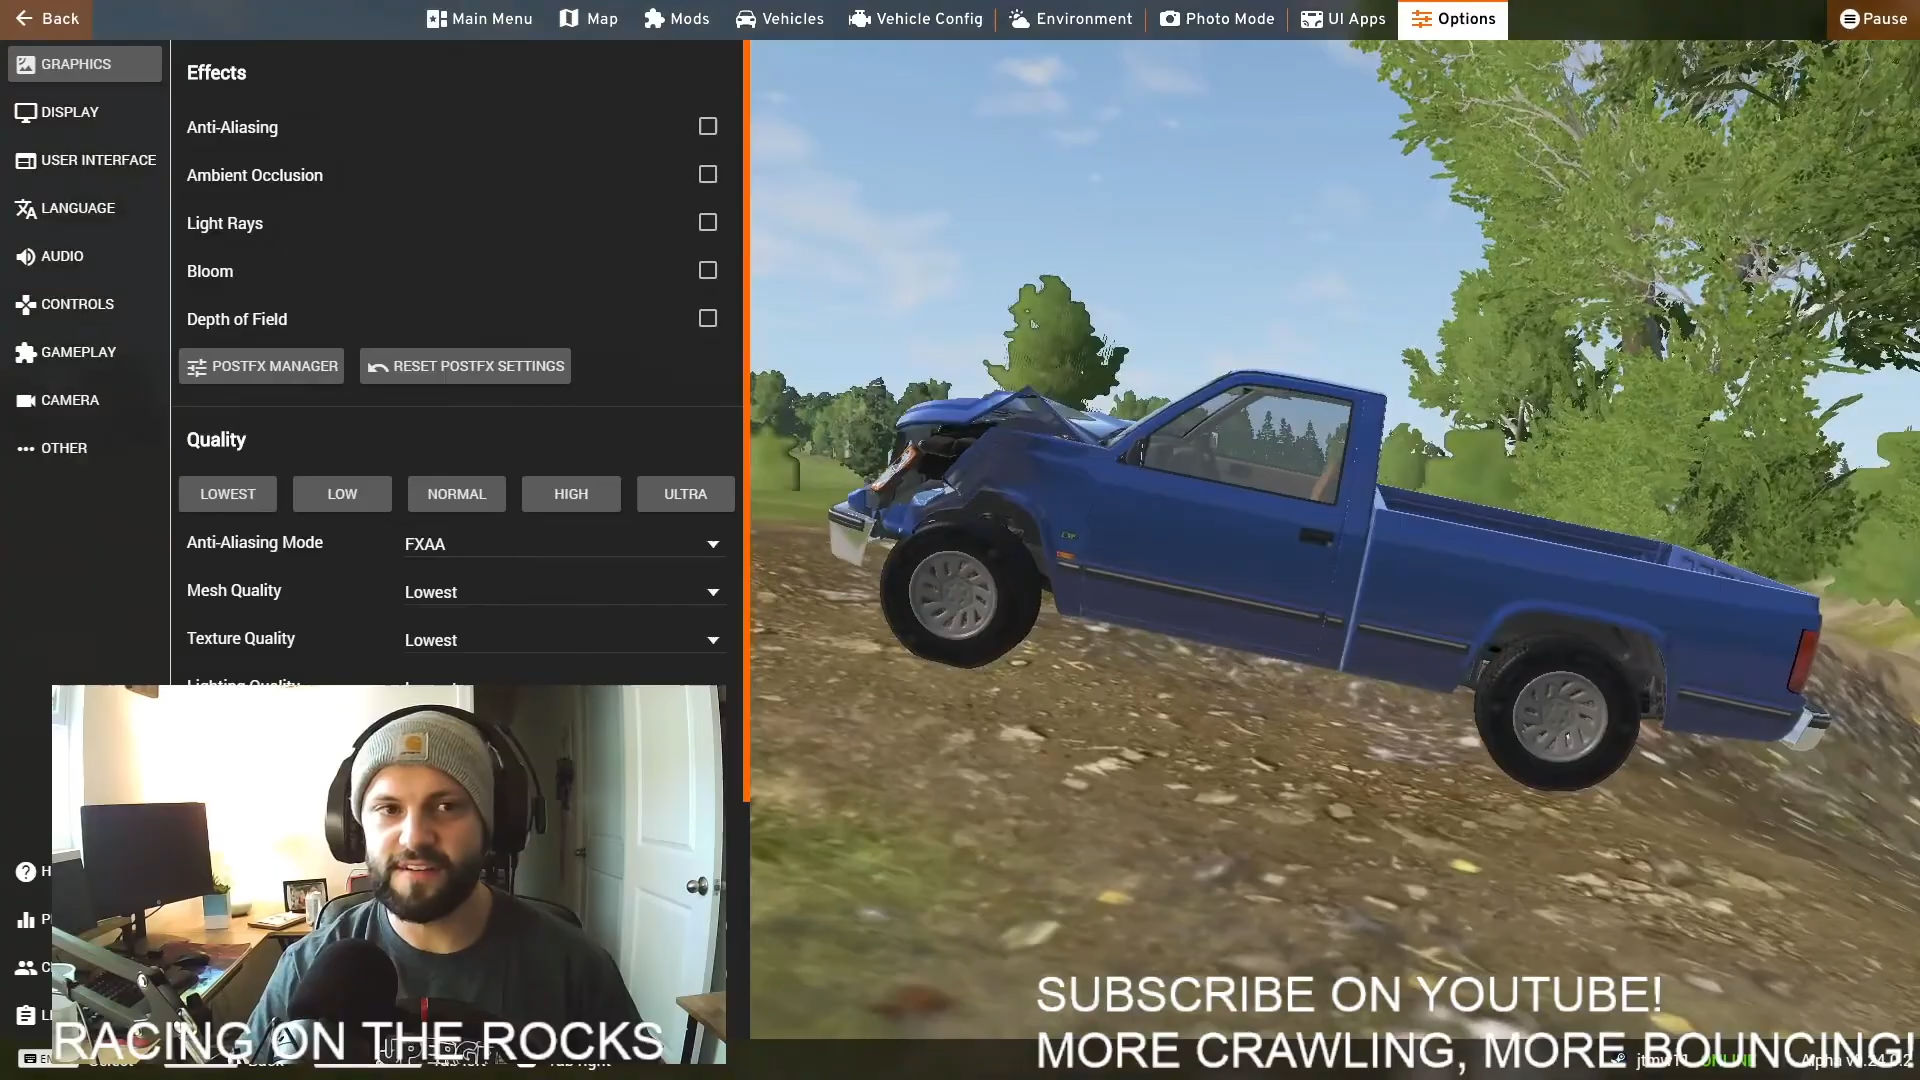 Back
Main Menu
Map
Mods
Vehicles
Vehicle Config
Environment
Photo Mode
UI Apps
Options
Pause
GRAPHICS
DISPLAY
USER INTERFACE
LANGUAGE
AUDIO
CONTROLS
GAMEPLAY
CAMERA
OTHER
Effects
Anti-Aliasing
Ambient Occlusion
Light Rays
Bloom
Depth of Field
POSTFX MANAGER
RESET POSTFX SETTINGS
Quality
LOWEST
LOW
NORMAL
HIGH
ULTRA
Anti-Aliasing Mode
FXAA
Mesh Quality
Lowest
Texture Quality
Lowest
Lighting Quality
RACING ON THE ROCKS
SUBSCRIBE ON YOUTUBE!
MORE CRAWLING, MORE BOUNCING!